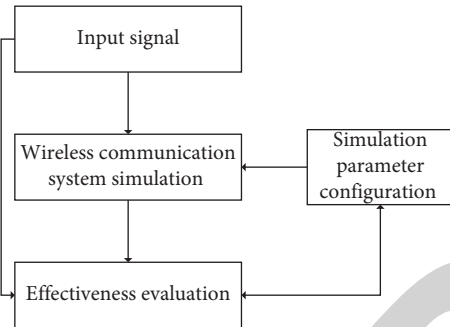 Input signal
Wireless communication
system simulation
Simulation
parameter
configuration
Effectiveness evaluation